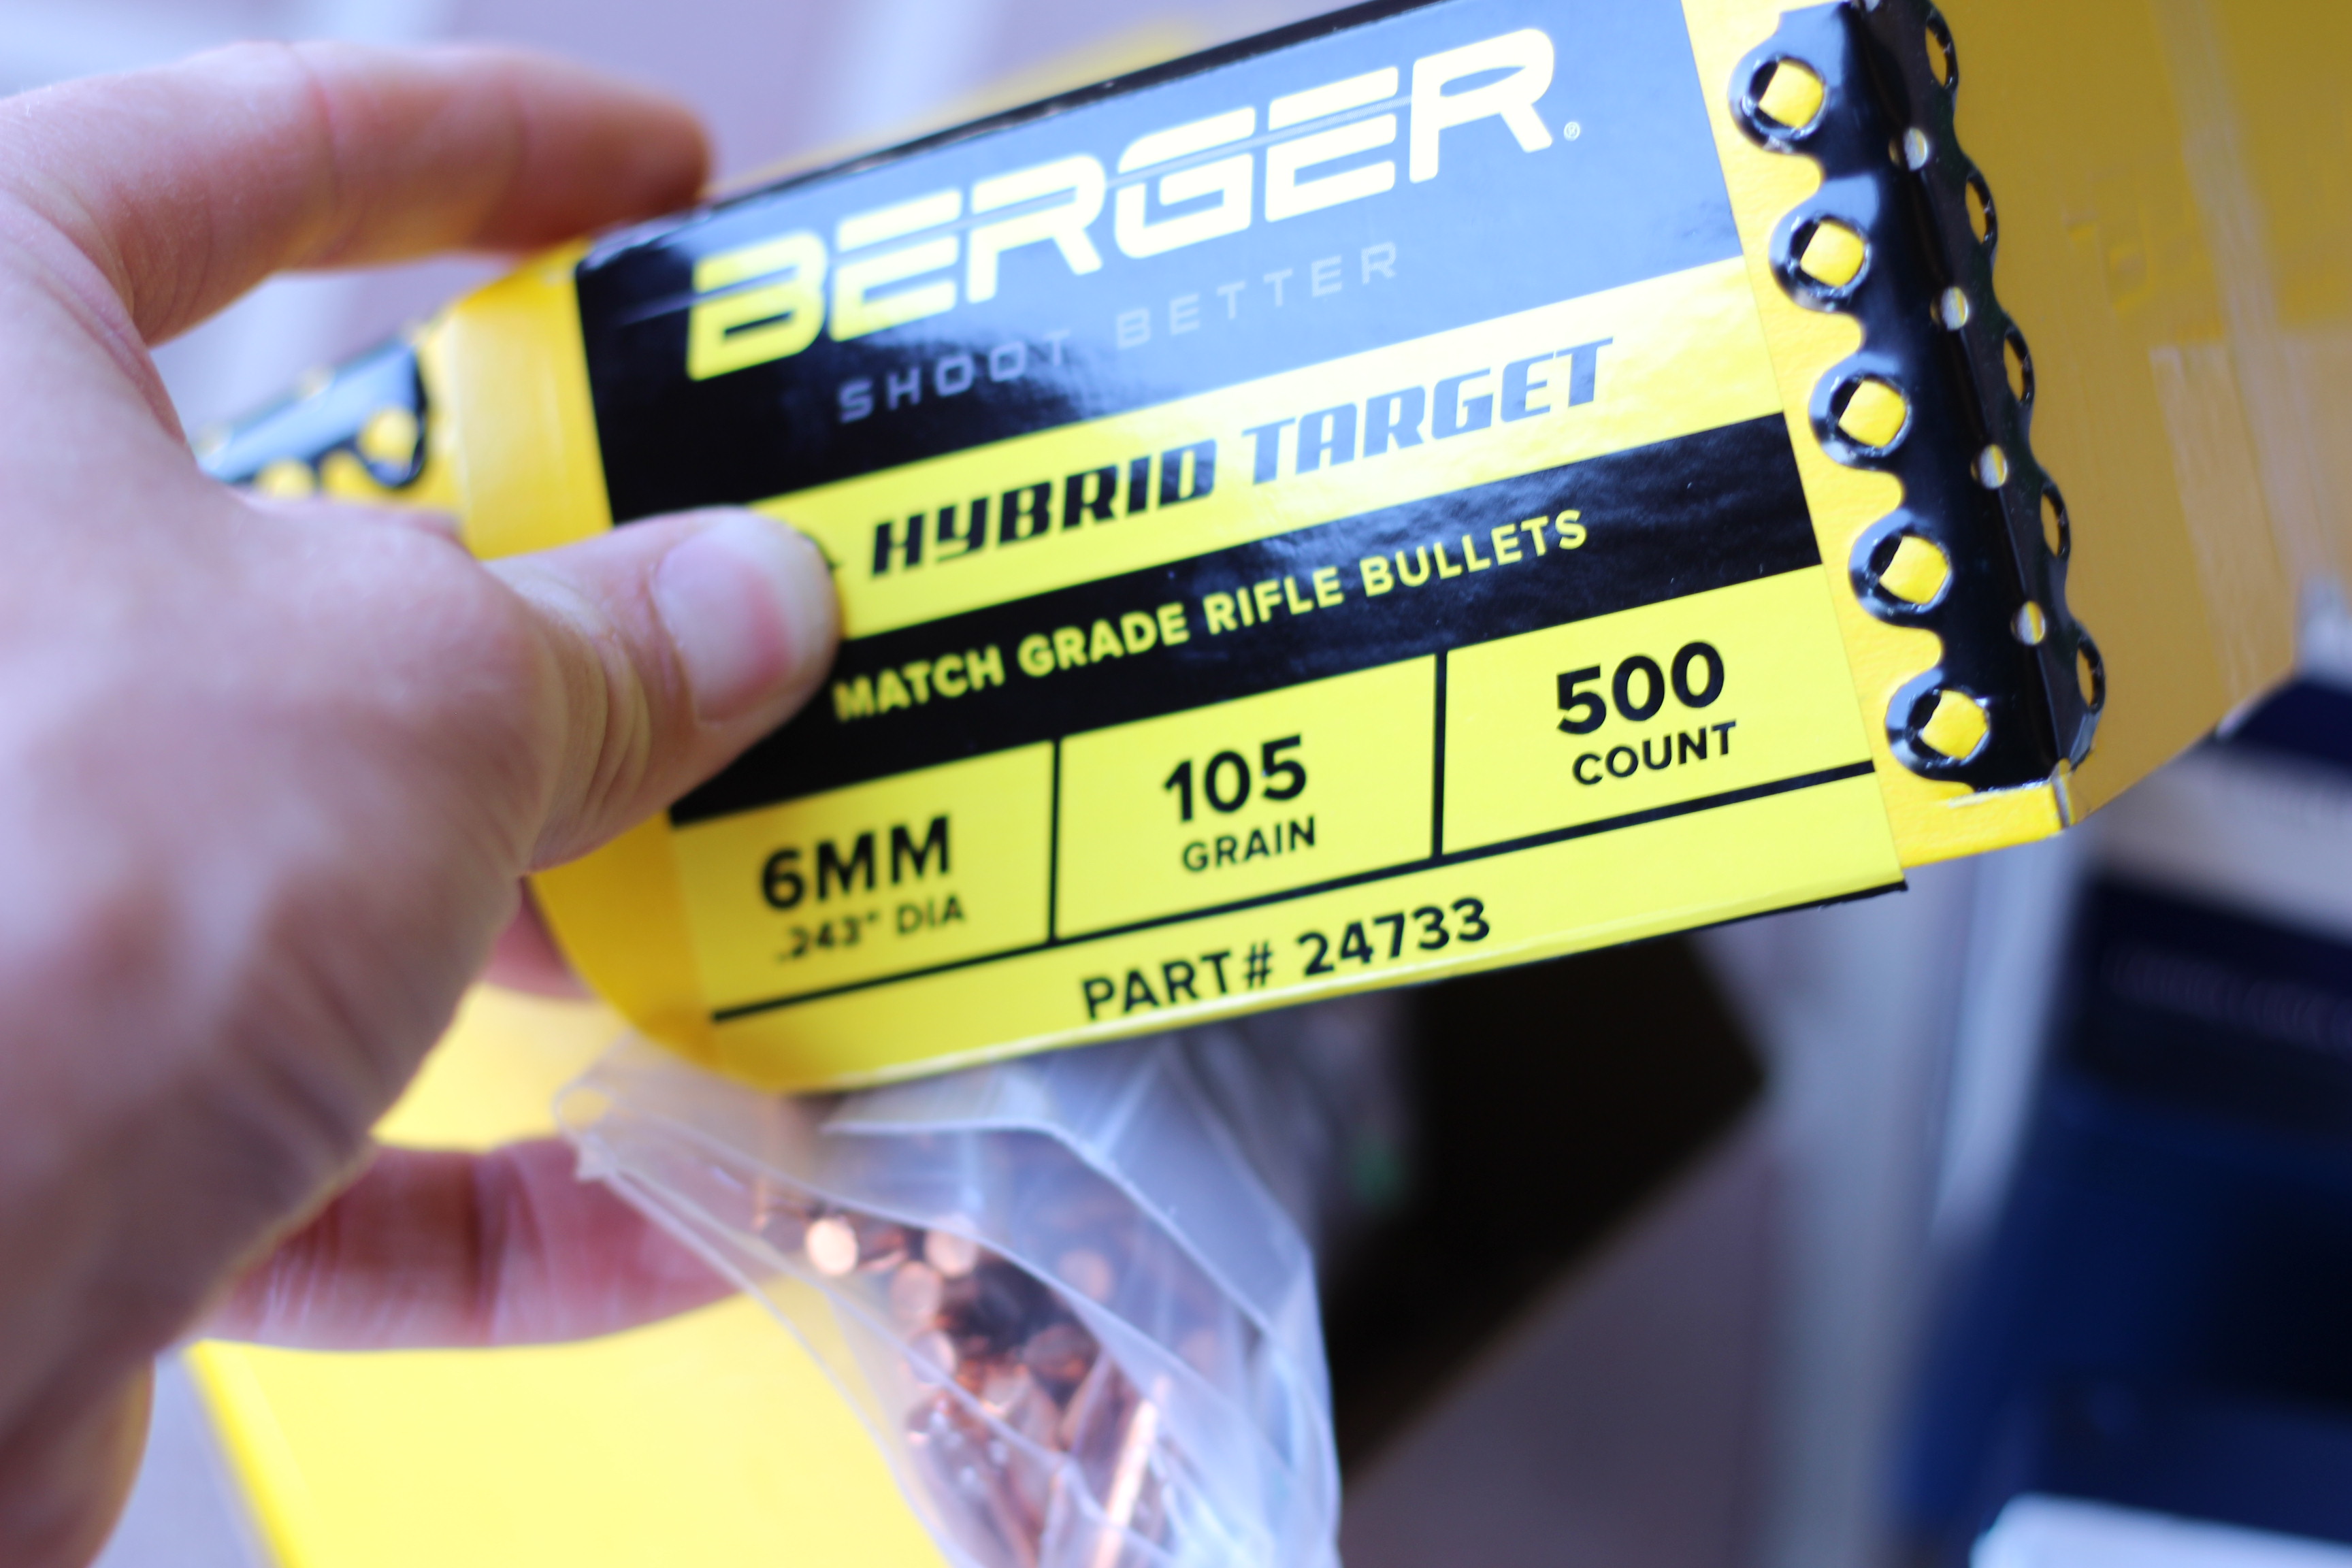 BERGER®
SHOOT BETTER
HYBRID TARGET
MATCH GRADE RIFLE BULLETS
6MM
.243" DIA
105
GRAIN
500
COUNT
PART# 24733